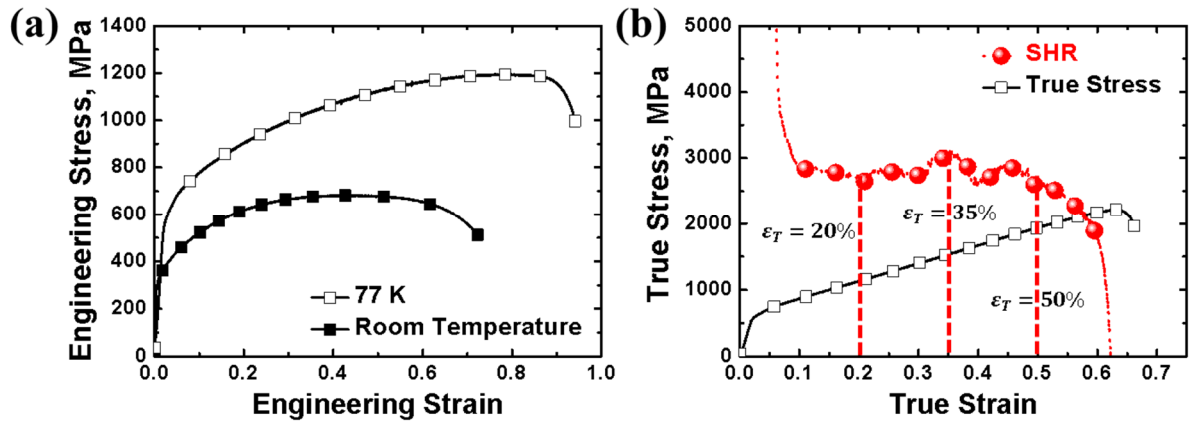 (a)
1400
1200
1000
800
600
400
200
0
Engineering Stress, MPa
77 K
Room Temperature
0.0 0.2 0.4 0.6 0.8 1.0
Engineering Strain
(b)
5000
4000
3000
2000
1000
0
True Stress, MPa
SHR
True Stress
ε_T = 20%
ε_T = 35%
ε_T = 50%
0.0 0.1 0.2 0.3 0.4 0.5 0.6 0.7
True Strain